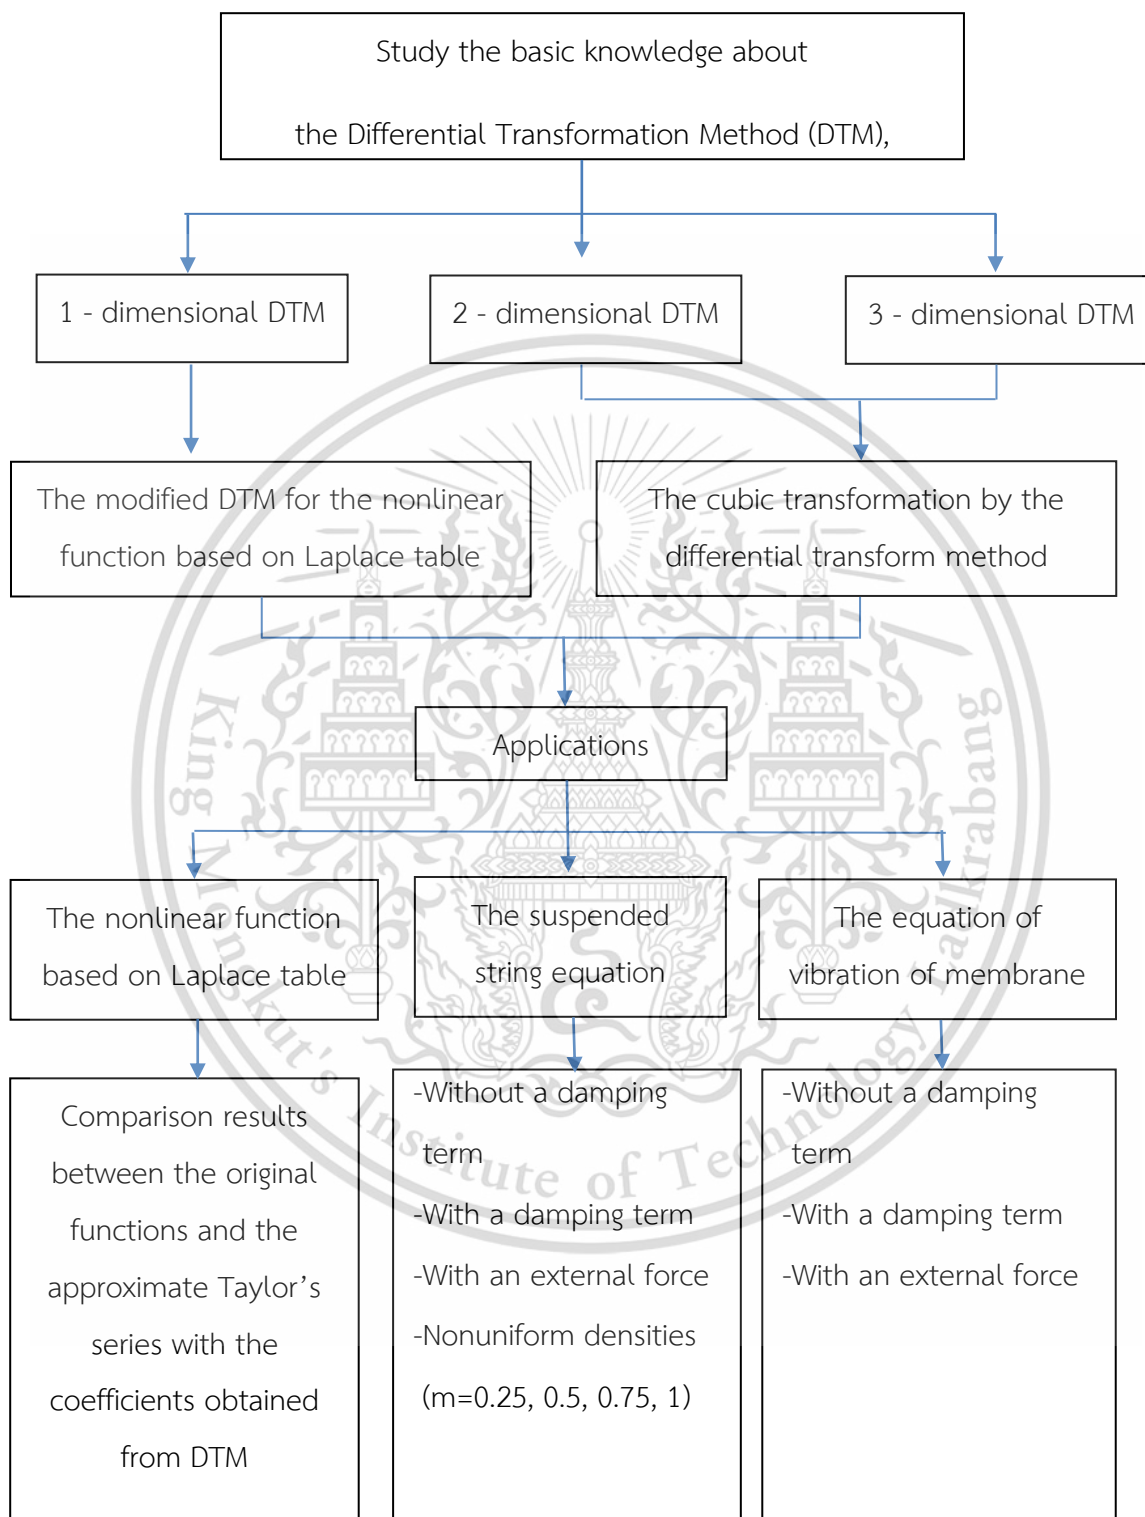 Study the basic knowledge about
the Differential Transformation Method (DTM),
1 - dimensional DTM
2 - dimensional DTM
3 - dimensional DTM
The modified DTM for the nonlinear
function based on Laplace table
The cubic transformation by the
differential transform method
Applications
The nonlinear function
based on Laplace table
The suspended
string equation
The equation of
vibration of membrane
Comparison results
between the original
functions and the
approximate Taylor’s
series with the
coefficients obtained
from DTM
-Without a damping
term
-With a damping term
-With an external force
-Nonuniform densities
(m=0.25, 0.5, 0.75, 1)
-Without a damping
term
-With a damping term
-With an external force
King Mongkut's Institute of Technology Ladkrabang